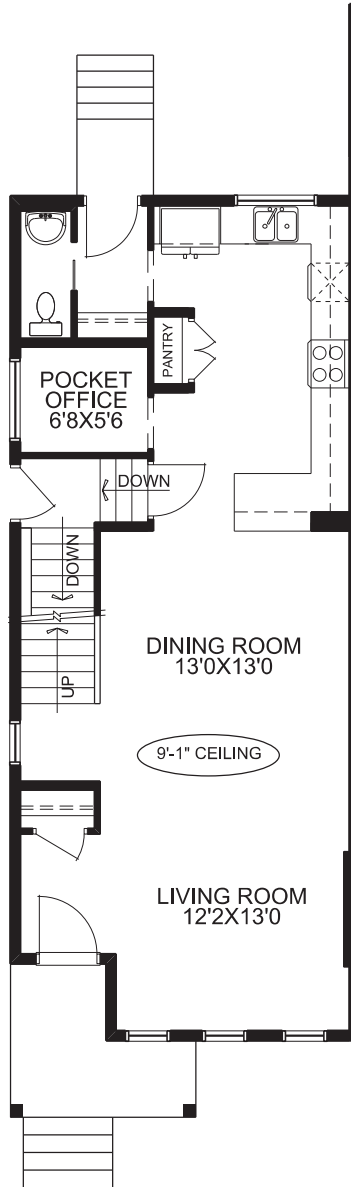 PANTRY
POCKET
OFFICE
6'8X5'6
DOWN
DOWN
UP
DINING ROOM
13'0X13'0
9'-1" CEILING
LIVING ROOM
12'2X13'0